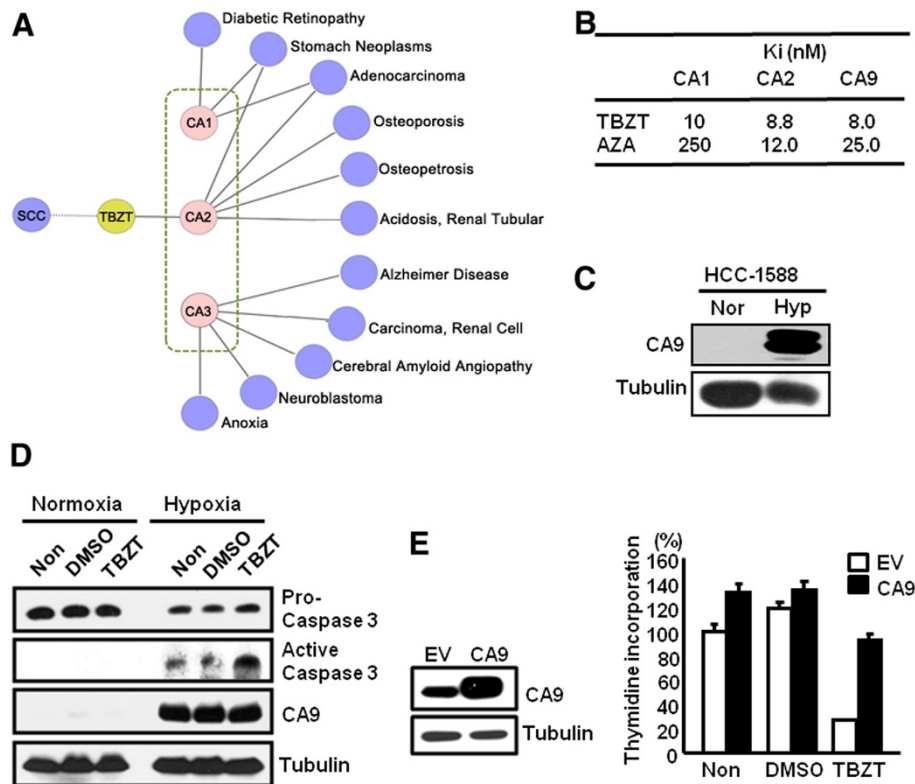 A
Diabetic Retinopathy
Stomach Neoplasms
Adenocarcinoma
CA1
Osteoporosis
Osteopetrosis
SCC
TBZT
CA2
Acidosis, Renal Tubular
Alzheimer Disease
CA3
Carcinoma, Renal Cell
Cerebral Amyloid Angiopathy
Neuroblastoma
Anoxia
B
Ki (nM)
CA1 CA2 CA9
TBZT 10 8.8 8.0
AZA 250 12.0 25.0
C
HCC-1588
Nor Hyp
CA9
Tubulin
D
Normoxia Hypoxia
Non DMSO TBZT Non DMSO TBZT
Pro-
Caspase 3
Active
Caspase 3
CA9
Tubulin
E
EV CA9
CA9
Tubulin
Thymidine incorporation
(%)
160
140
120
100
80
60
40
20
0
EV
CA9
Non DMSO TBZT